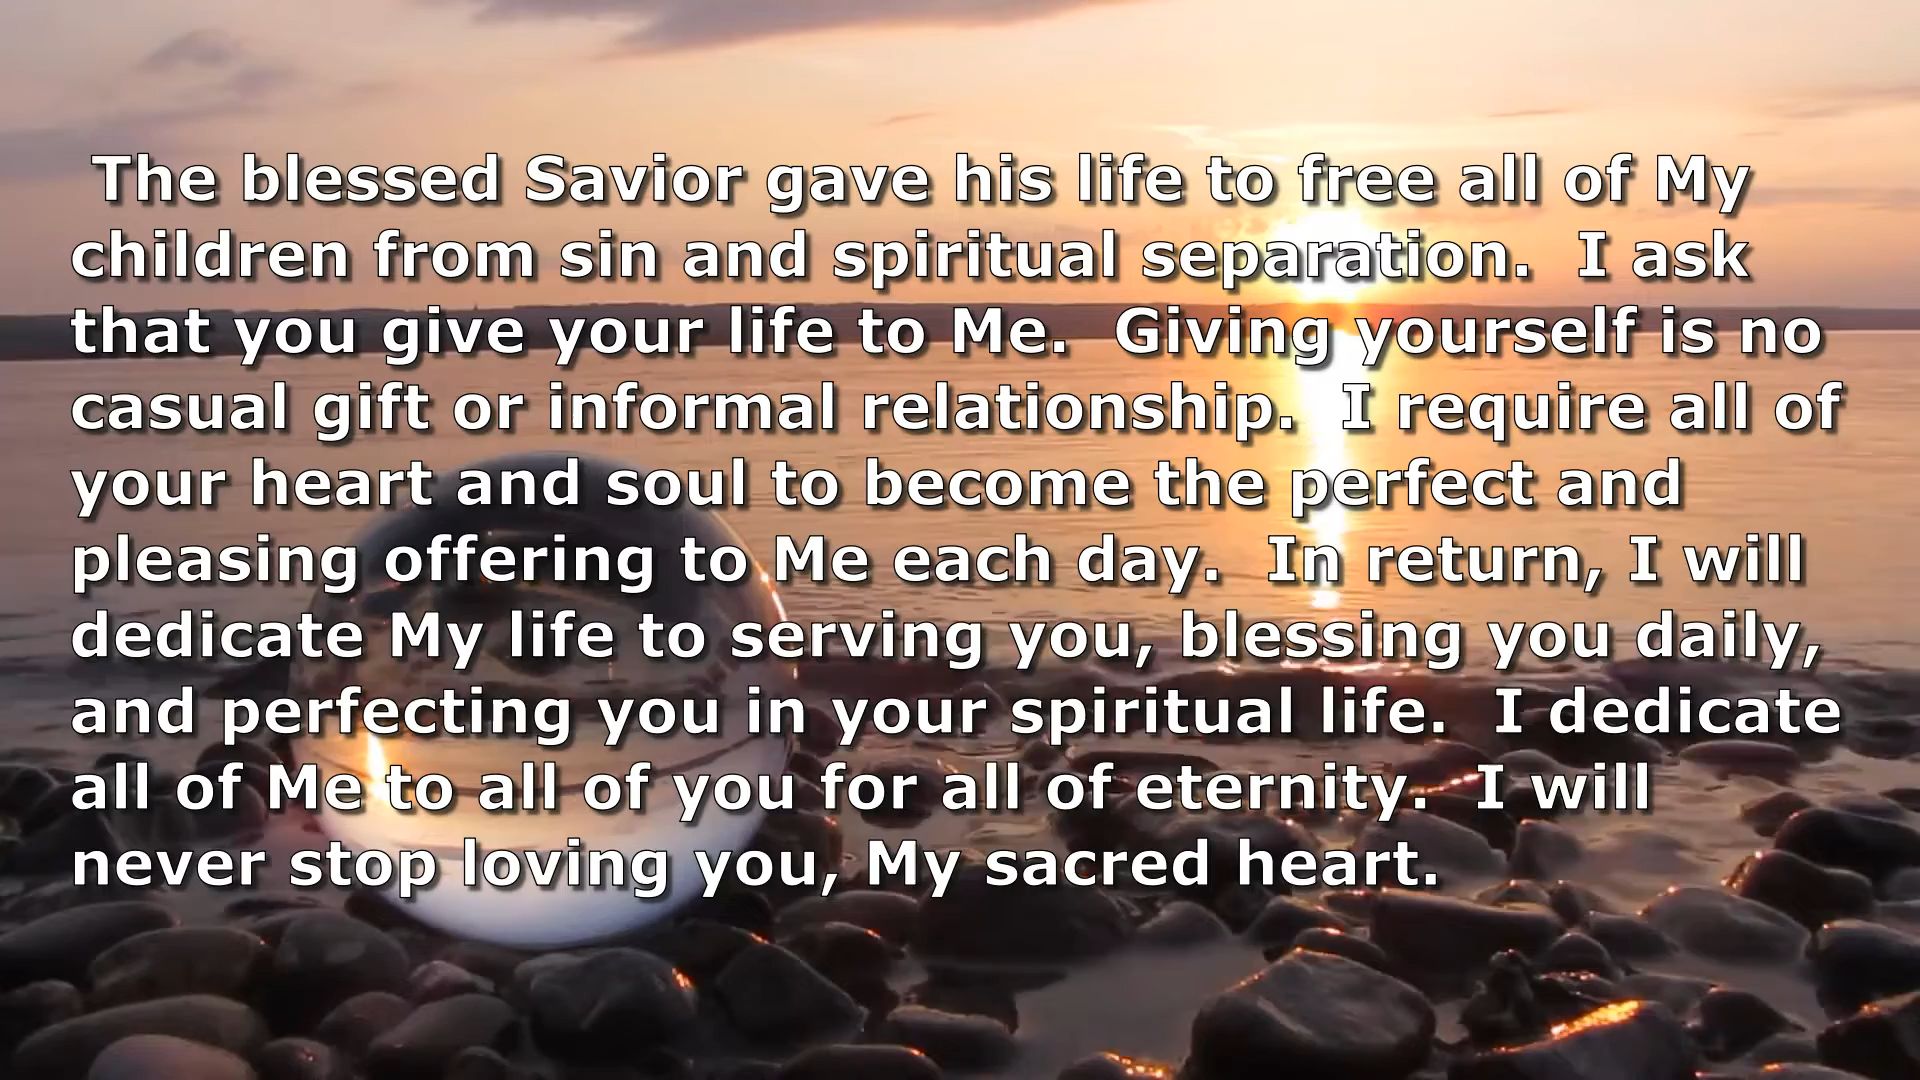 The blessed Savior gave his life to free all of My
children from sin and spiritual separation.  I ask
that you give your life to Me.  Giving yourself is no
casual gift or informal relationship.  I require all of
your heart and soul to become the perfect and
pleasing offering to Me each day.  In return, I will
dedicate My life to serving you, blessing you daily,
and perfecting you in your spiritual life.  I dedicate
all of Me to all of you for all of eternity.  I will
never stop loving you, My sacred heart.